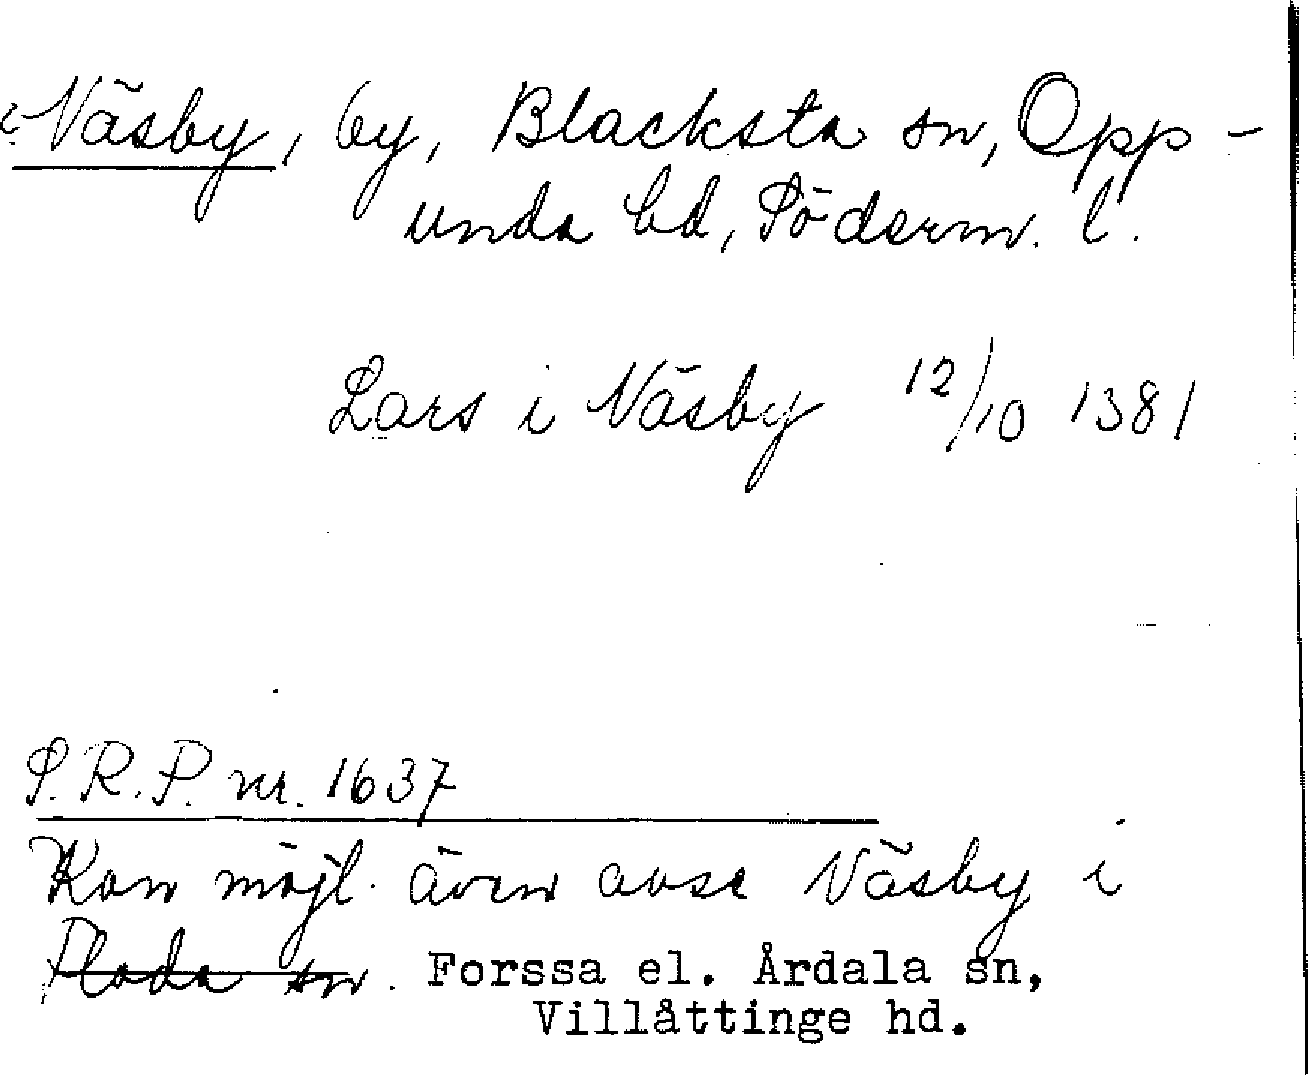 ? Näsby, by, Blacksta sn, Opp-
unda hd, Söderm. l.
Lars i Näsby 12/10 1381
S.R.P. nr. 1637
Kan möjl. även avse Näsby i
Floda sn. Forssa el. Årdala sn,
Villåttinge hd.